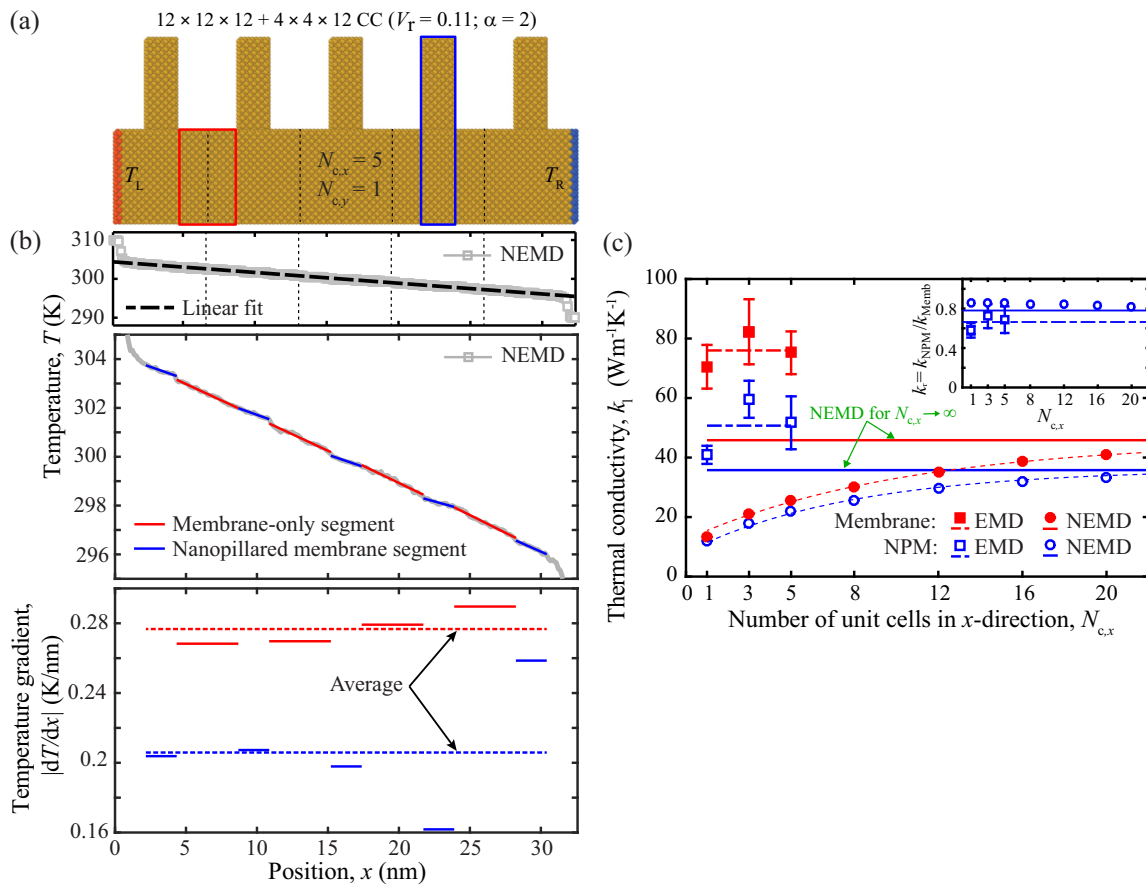 (a)
12 × 12 × 12 + 4 × 4 × 12 CC (Vr = 0.11; α = 2)
TL
Nc,x = 5
Nc,y = 1
TR
(b)
310
300
290
NEMD
Linear fit
304
302
300
298
296
NEMD
Membrane-only segment
Nanopillared membrane segment
Temperature, T (K)
0.28
0.24
0.2
0.16
Average
Temperature gradient,
|dT/dx| (K/nm)
0 5 10 15 20 25 30
Position, x (nm)
(c)
100
80
60
40
20
0
Thermal conductivity, kl (Wm-1K-1)
NEMD for Nc,x → ∞
Membrane: EMD NEMD
NPM: EMD NEMD
0 1 3 5 8 12 16 20
Number of unit cells in x-direction, Nc,x
0.8
0.4
0
kr = kNPM/kMemb
1 3 5 8 12 16 20
Nc,x